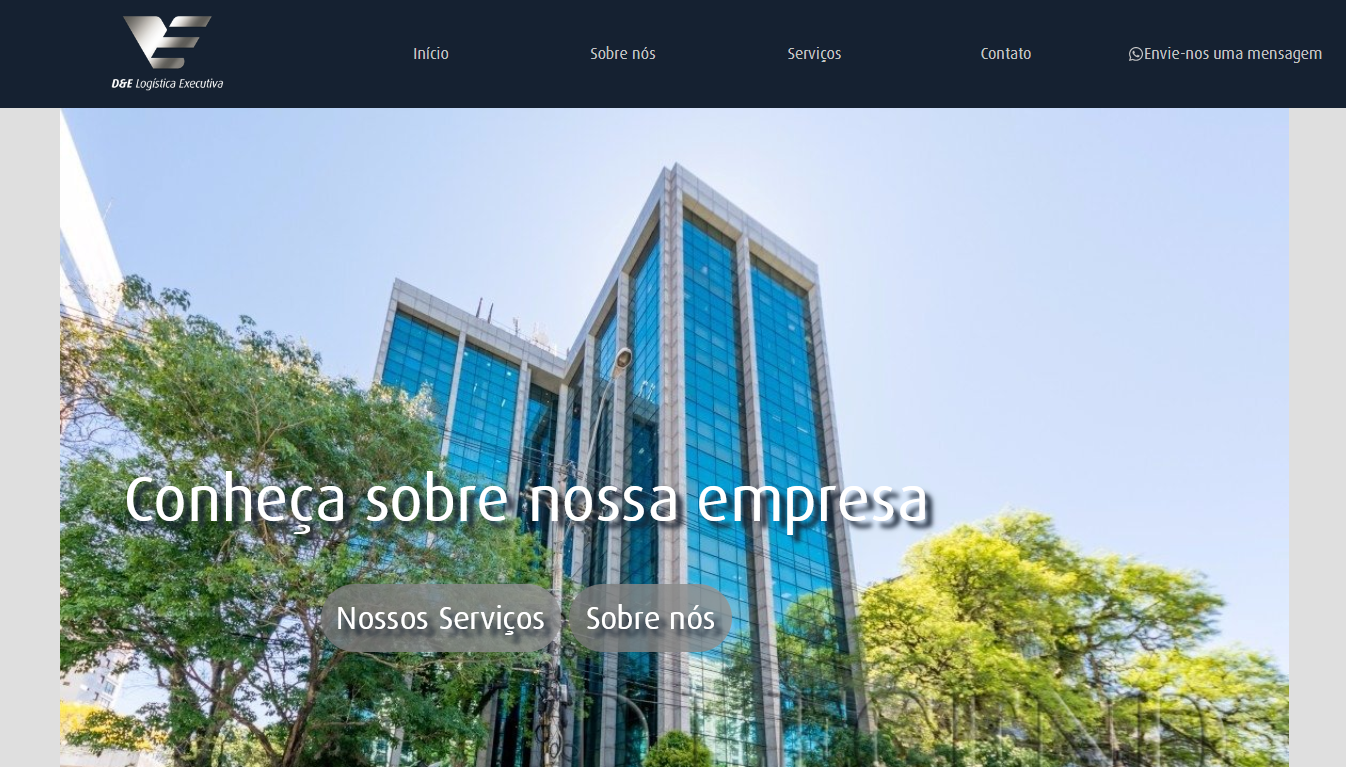 Início
Sobre nós
Serviços
Contato
Envie-nos uma mensagem
D&E Logística Executiva
Conheça sobre nossa empresa
Nossos Serviços
Sobre nós